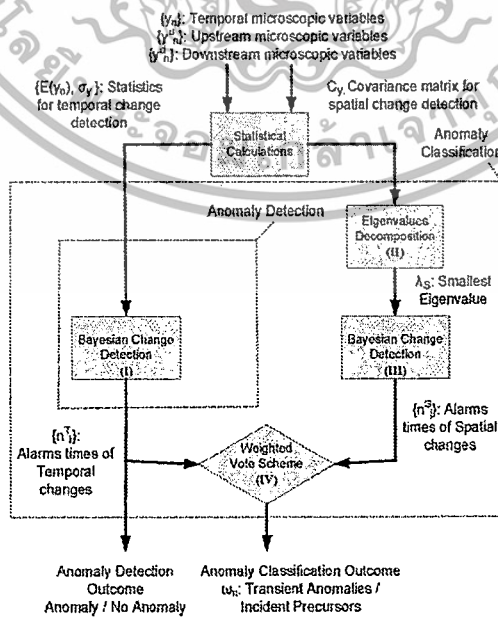 {yn}: Temporal microscopic variables
{yUn}: Upstream microscopic variables
{yDn}: Downstream microscopic variables
{E(yn), σy}: Statistics
for temporal change
detection
Cy, Covariance matrix for
spatial change detection
Statistical
Calculations
Anomaly
Classification
Anomaly Detection
Eigenvalues
Decomposition
(II)
λS: Smallest
Eigenvalue
Bayesian Change
Detection
(I)
Bayesian Change
Detection
(III)
{nTi}:
Alarms times of
Temporal
changes
{nSj}: Alarms
times of Spatial
changes
Weighted
Vote Scheme
(IV)
Anomaly Detection
Outcome
Anomaly / No Anomaly
Anomaly Classification Outcome
ωn: Transient Anomalies /
Incident Precursors